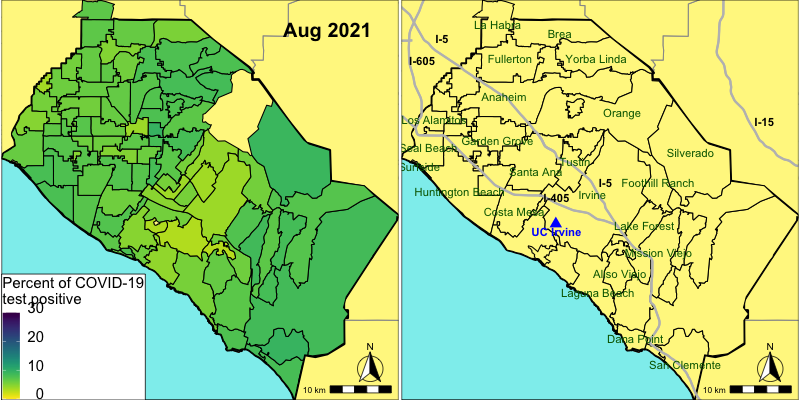 Aug 2021
Percent of COVID-19
test positive
30
20
10
0
N
10 km
La Habra
Brea
I-5
I-605
Fullerton
Yorba Linda
Anaheim
Orange
I-15
Los Alamitos
Garden Grove
Seal Beach
Silverado
Sunside
Tustin
Santa Ana
I-5
Foothill Ranch
Huntington Beach
Irvine
I-405
Costa Mesa
UC Irvine
Lake Forest
Mission Viejo
Aliso Viejo
Laguna Beach
Dana Point
San Clemente
N
10 km